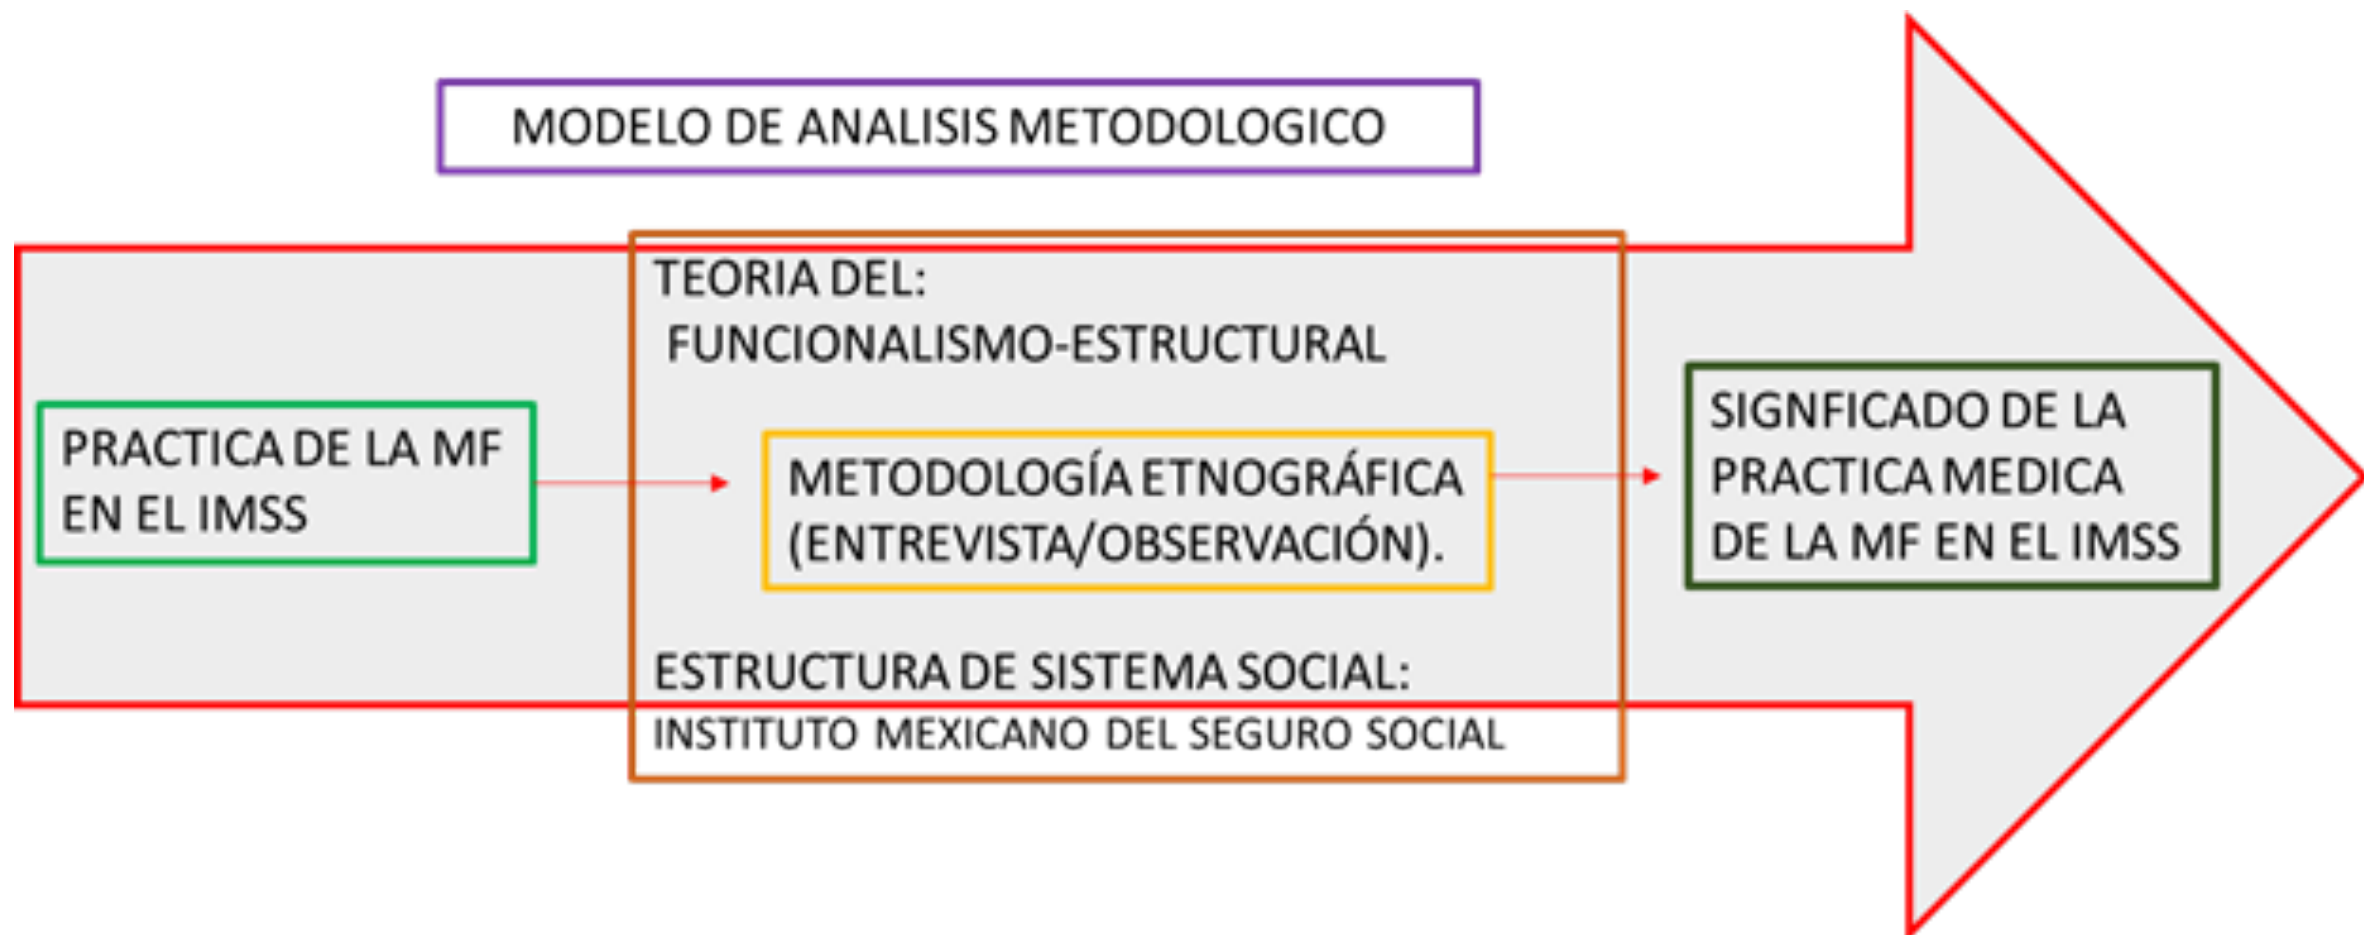 MODELO DE ANALISIS METODOLOGICO
TEORIA DEL:
FUNCIONALISMO-ESTRUCTURAL
PRACTICA DE LA MF
EN EL IMSS
METODOLOGÍA ETNOGRÁFICA
(ENTREVISTA/OBSERVACIÓN).
SIGNFICADO DE LA
PRACTICA MEDICA
DE LA MF EN EL IMSS
ESTRUCTURA DE SISTEMA SOCIAL:
INSTITUTO MEXICANO DEL SEGURO SOCIAL